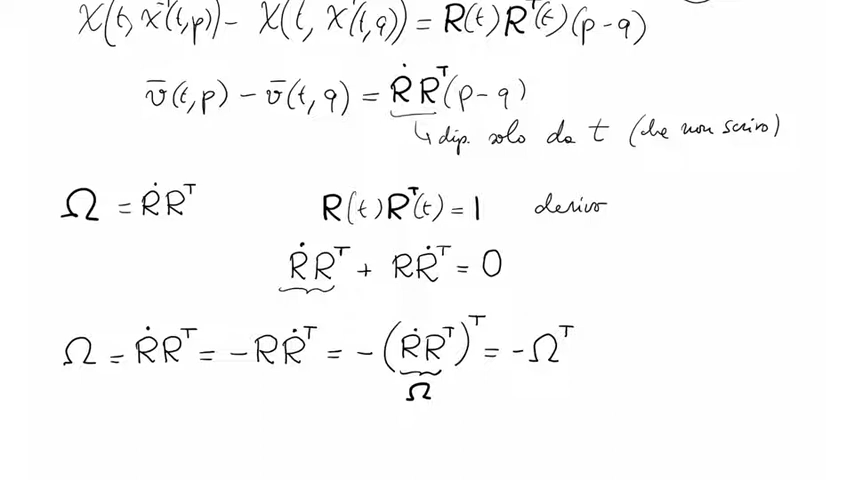 χ(t, χ⁻¹(t,p)) - χ(t, χ⁻¹(t,q)) = R(t)Rᵀ(t)(p-q)
v̄(t,p) - v̄(t,q) = ṘRᵀ(p-q)
↳ dip. solo da t (che non scrivo)
Ω = ṘRᵀ R(t)Rᵀ(t) = 1 derivo
ṘRᵀ + RṘᵀ = 0
Ω = ṘRᵀ = -RṘᵀ = -(ṘRᵀ)ᵀ = -Ωᵀ
Ω